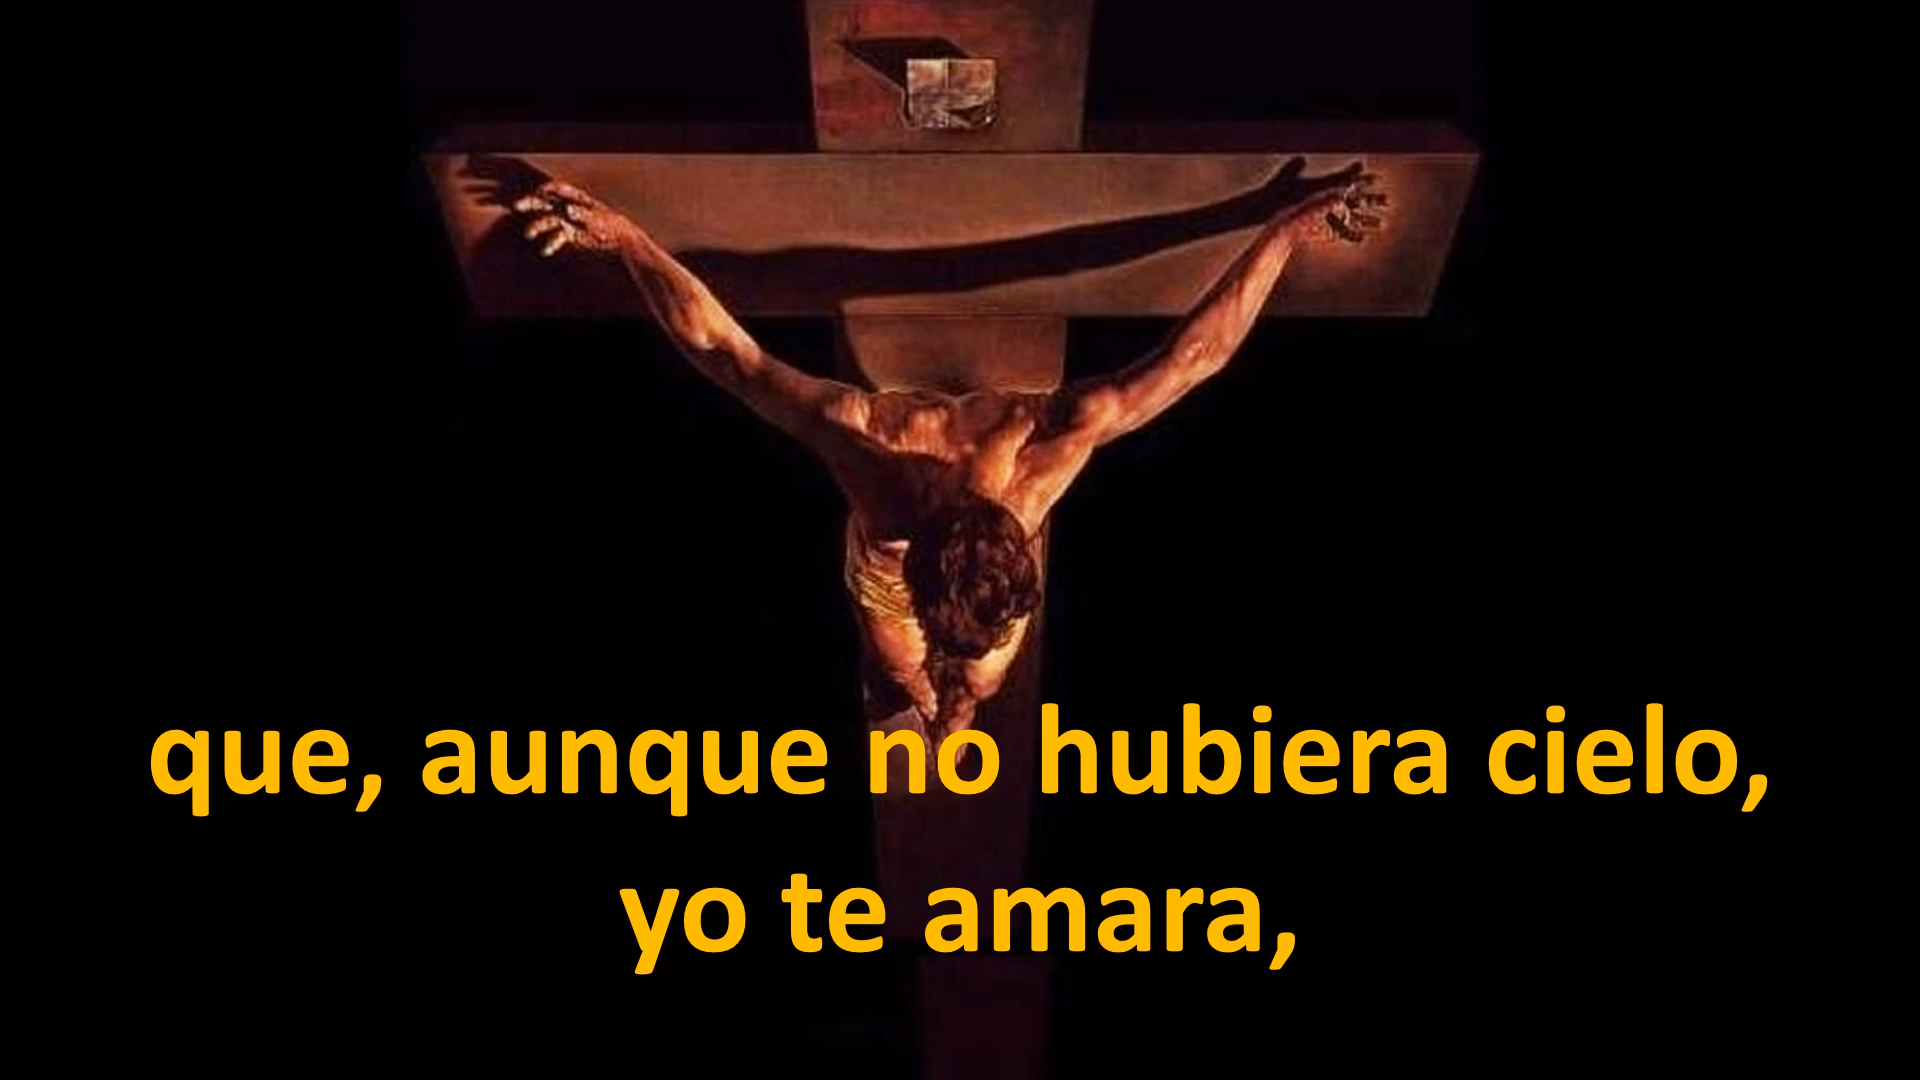 que, aunque no hubiera cielo,
yo te amara,